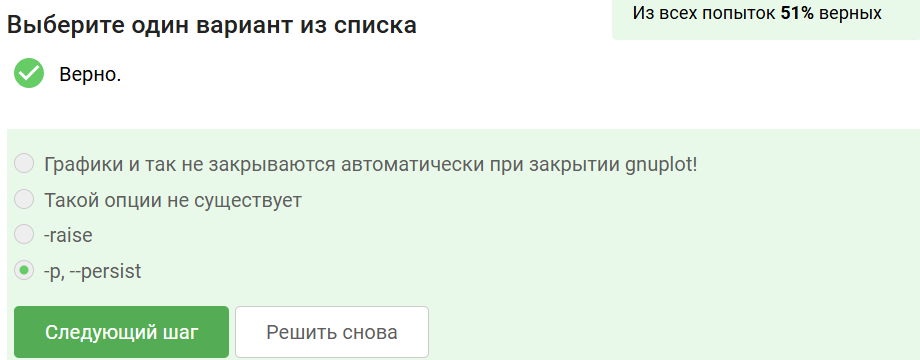 Выберите один вариант из списка
Из всех попыток 51% верных
Верно.
Графики и так не закрываются автоматически при закрытии gnuplot!
Такой опции не существует
-raise
-p, --persist
Следующий шаг
Решить снова